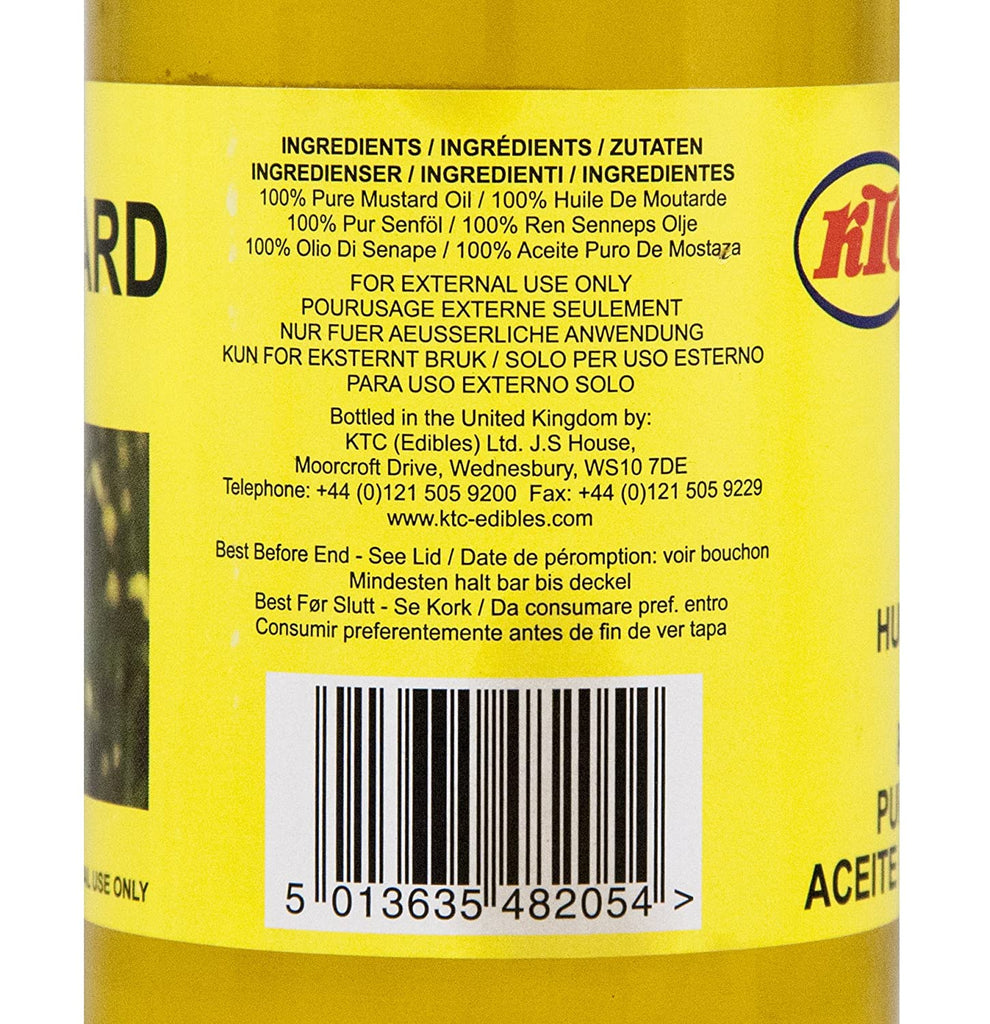 INGREDIENTS / INGRÉDIENTS / ZUTATEN
INGREDIENSER / INGREDIENTI / INGREDIENTES
100% Pure Mustard Oil / 100% Huile De Moutarde
100% Pur Senföl / 100% Ren Senneps Olje
100% Olio Di Senape / 100% Aceite Puro De Mostaza
FOR EXTERNAL USE ONLY
POURUSAGE EXTERNE SEULEMENT
NUR FUER AEUSSERLICHE ANWENDUNG
KUN FOR EKSTERNT BRUK / SOLO PER USO ESTERNO
PARA USO EXTERNO SOLO
Bottled in the United Kingdom by:
KTC (Edibles) Ltd. J.S House,
Moorcroft Drive, Wednesbury, WS10 7DE
Telephone: +44 (0)121 505 9200 Fax: +44 (0)121 505 9229
www.ktc-edibles.com
Best Before End - See Lid / Date de péromption: voir bouchon
Mindesten halt bar bis deckel
Best Før Slutt - Se Kork / Da consumare pref. entro
Consumir preferentemente antes de fin de ver tapa
5 013635 482054 >
ARD
USE ONLY
KTC
ACEITE